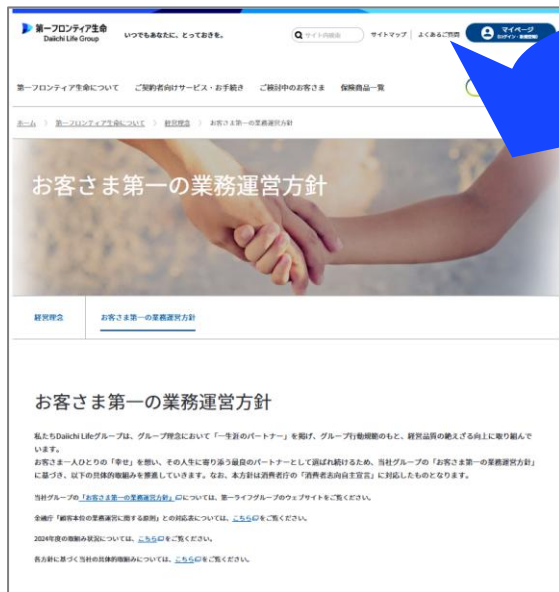 第一フロンティア生命
Daiichi Life Group
いつでもあなたに、とっておきを。
サイト内検索
サイトマップ
よくあるご質問
マイページ
ログイン・新規登録
第一フロンティア生命について
ご契約者向けサービス・お手続き
ご検討中のお客さま
保険商品一覧
ホーム > 第一フロンティア生命について > 経営理念 > お客さま第一の業務運営方針
お客さま第一の業務運営方針
経営理念
お客さま第一の業務運営方針
お客さま第一の業務運営方針
私たちDaiichi Lifeグループは、グループ理念において「一生涯のパートナー」を掲げ、グループ行動規範のもと、経営品質の絶えざる向上に取り組んで
います。
お客さま一人ひとりの「幸せ」を想い、その人生に寄り添う最良のパートナーとして選ばれ続けるため、当社グループの「お客さま第一の業務運営方針」
に基づき、以下の具体的取組みを推進していきます。なお、本方針は消費者庁の「消費者志向自主宣言」に対応したものとなります。
当社グループの「お客さま第一の業務運営方針」については、第一ライフグループのウェブサイトをご覧ください。
金融庁「顧客本位の業務運営に関する原則」との対応表については、こちらをご覧ください。
2024年度の取組み状況については、こちらをご覧ください。
各方針に基づく当社の具体的取組みについては、こちらをご覧ください。